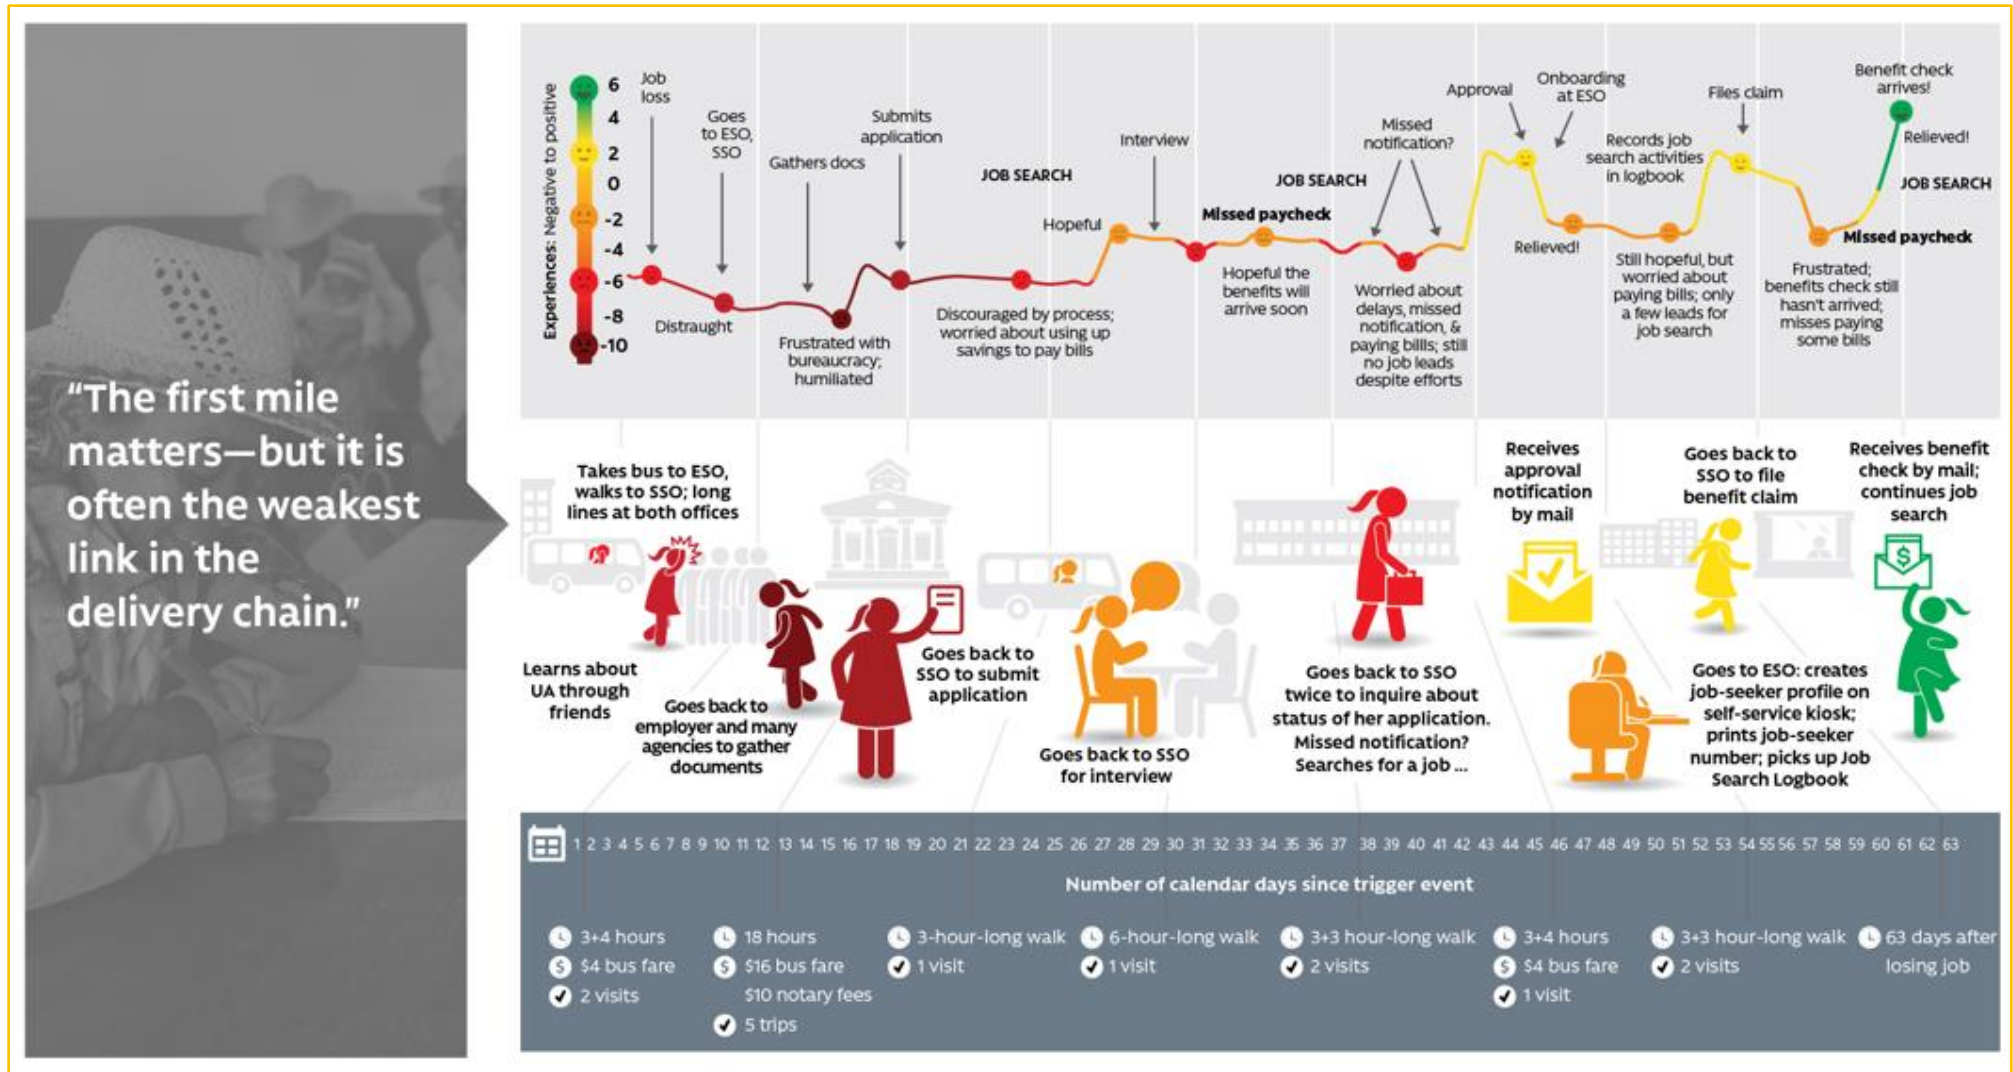 “The first mile
matters—but it is
often the weakest
link in the
delivery chain.”
Experiences: Negative to positive
6
4
2
0
-2
-4
-6
-8
-10
Job
loss
Goes
to ESO,
SSO
Gathers docs
Submits
application
JOB SEARCH
Interview
JOB SEARCH
Missed
notification?
Approval
Onboarding
at ESO
Records job
search activities
in logbook
Files claim
Benefit check
arrives!
Relieved!
JOB SEARCH
Hopeful
Missed paycheck
Missed paycheck
Distraught
Frustrated with
bureaucracy;
humiliated
Discouraged by process;
worried about using up
savings to pay bills
Hopeful the
benefits will
arrive soon
Worried about
delays, missed
notification, &
paying billls; still
no job leads
despite efforts
Relieved!
Still hopeful, but
worried about
paying bills; only
a few leads for
job search
Frustrated;
benefits check still
hasn't arrived;
misses paying
some bills
Takes bus to ESO,
walks to SSO; long
lines at both offices
Learns about
UA through
friends
Goes back to
employer and many
agencies to gather
documents
Goes back to
SSO to submit
application
Goes back to SSO
for interview
Goes back to SSO
twice to inquire about
status of her application.
Missed notification?
Searches for a job ...
Receives
approval
notification
by mail
Goes back to
SSO to file
benefit claim
Goes to ESO: creates
job-seeker profile on
self-service kiosk;
prints job-seeker
number; picks up Job
Search Logbook
Receives benefit
check by mail;
continues job
search
$
1 2 3 4 5 6 7 8 9 10 11 12 13 14 15 16 17 18 19 20 21 22 23 24 25 26 27 28 29 30 31 32 33 34 35 36 37 38 39 40 41 42 43 44 45 46 47 48 49 50 51 52 53 54 55 56 57 58 59 60 61 62 63
Number of calendar days since trigger event
3+4 hours
$ $4 bus fare
2 visits
18 hours
$ $16 bus fare
$10 notary fees
5 trips
3-hour-long walk
1 visit
6-hour-long walk
1 visit
3+3 hour-long walk
2 visits
3+4 hours
$ $4 bus fare
1 visit
3+3 hour-long walk
2 visits
63 days after
losing job